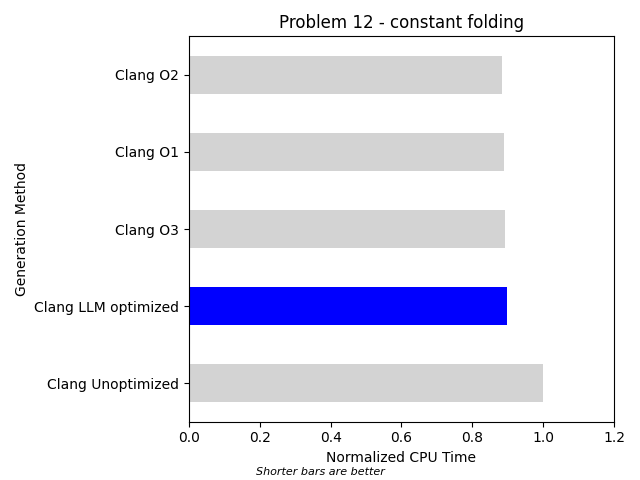 Problem 12 - constant folding
Generation Method
Clang O2
Clang O1
Clang O3
Clang LLM optimized
Clang Unoptimized
0.0 0.2 0.4 0.6 0.8 1.0 1.2
Normalized CPU Time
Shorter bars are better